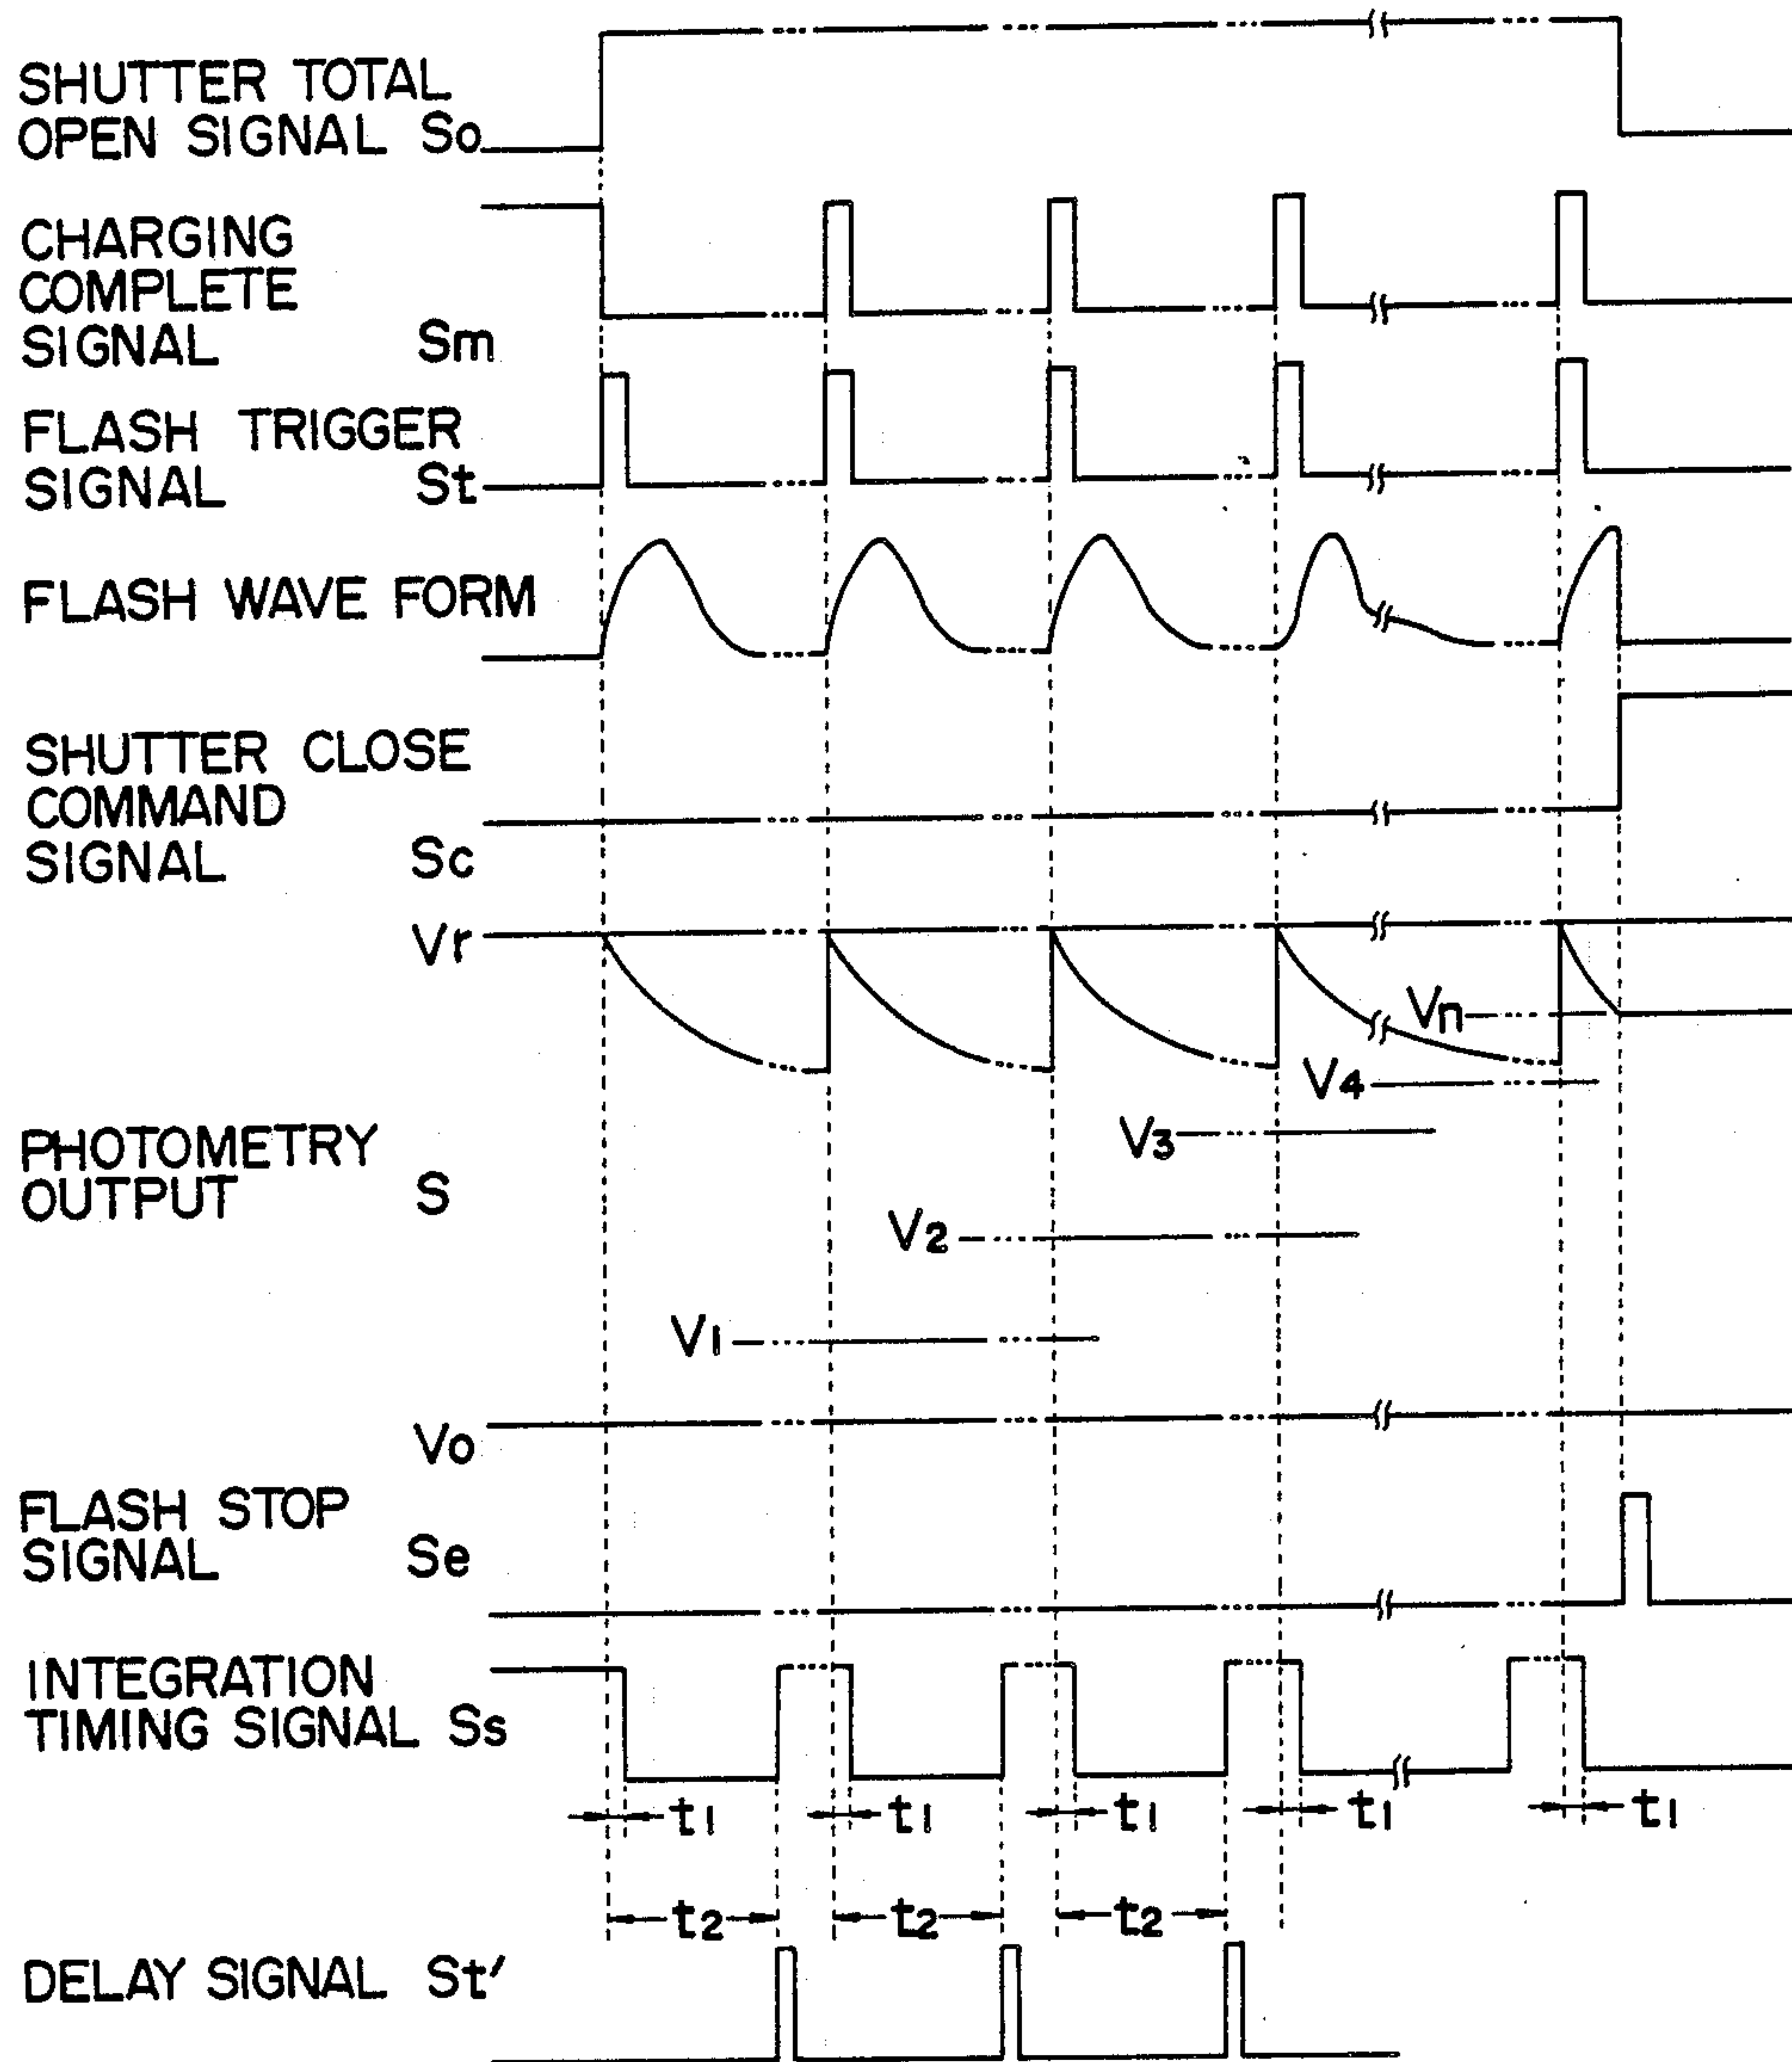 SHUTTER TOTAL
OPEN SIGNAL So
CHARGING
COMPLETE
SIGNAL Sm
FLASH TRIGGER
SIGNAL St
FLASH WAVE FORM
SHUTTER CLOSE
COMMAND
SIGNAL Sc
Vr
Vn
V4
V3
PHOTOMETRY
OUTPUT S
V2
V1
Vo
FLASH STOP
SIGNAL Se
INTEGRATION
TIMING SIGNAL Ss
t1 t1 t1 t1 t1
t2 t2 t2
DELAY SIGNAL St'